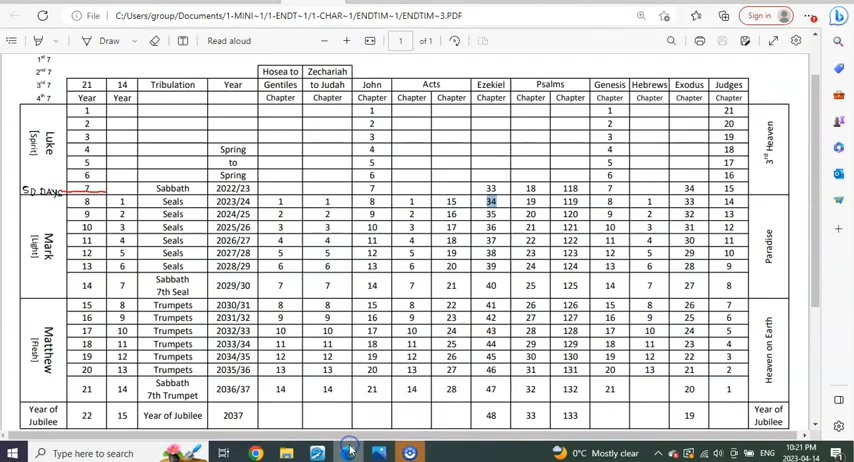 File | C:/Users/group/Documents/1-MINI~1/1-ENDT~1/1-CHAR~1/ENDTIM~1/ENDTIM~3.PDF
Sign in
Draw Read aloud 1 of 1
1st 7
2nd 7
3rd 7
4th 7
Hosea to Zechariah
21 14 Tribulation Year Gentiles to Judah John Acts Ezekiel Psalms Genesis Hebrews Exodus Judges
Year Year Chapter Chapter Chapter Chapter Chapter Chapter Chapter Chapter Chapter Chapter Chapter Chapter
Luke [Spirit]
3rd Heaven
1 1 1 21
2 2 2 20
3 3 3 19
4 Spring 4 4 18
5 to 5 5 17
6 Spring 6 6 16
50 DAYS
7 Sabbath 2022/23 7 33 18 118 7 34 15
Mark [Light]
Paradise
8 1 Seals 2023/24 1 1 8 1 15 34 19 119 8 1 33 14
9 2 Seals 2024/25 2 2 9 2 16 35 20 120 9 2 32 13
10 3 Seals 2025/26 3 3 10 3 17 36 21 121 10 3 31 12
11 4 Seals 2026/27 4 4 11 4 18 37 22 122 11 4 30 11
12 5 Seals 2027/28 5 5 12 5 19 38 23 123 12 5 29 10
13 6 Seals 2028/29 6 6 13 6 20 39 24 124 13 6 28 9
14 7 Sabbath 7th Seal 2029/30 7 7 14 7 21 40 25 125 14 7 27 8
Matthew [Flesh]
Heaven on Earth
15 8 Trumpets 2030/31 8 8 15 8 22 41 26 126 15 8 26 7
16 9 Trumpets 2031/32 9 9 16 9 23 42 27 127 16 9 25 6
17 10 Trumpets 2032/33 10 10 17 10 24 43 28 128 17 10 24 5
18 11 Trumpets 2033/34 11 11 18 11 25 44 29 129 18 11 23 4
19 12 Trumpets 2034/35 12 12 19 12 26 45 30 130 19 12 22 3
20 13 Trumpets 2035/36 13 13 20 13 27 46 31 131 20 13 21 2
21 14 Sabbath 7th Trumpet 2036/37 14 14 21 14 28 47 32 132 21 20 1
Year of Jubilee 22 15 Year of Jubilee 2037 48 33 133 19 Year of Jubilee
Type here to search
0°C Mostly clear
ENG
10:21 PM
2023-04-14